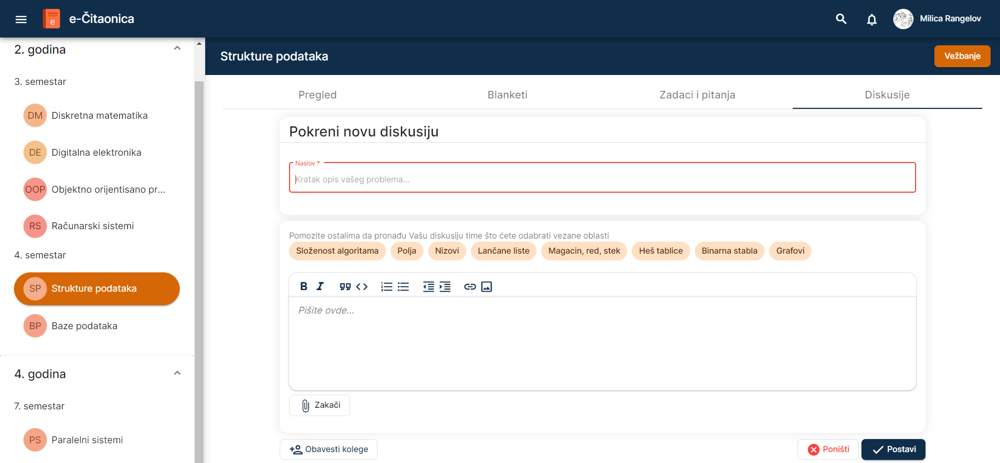 e
e-Čitaonica
Milica Rangelov
2. godina
3. semestar
DM Diskretna matematika
DE Digitalna elektronika
OOP Objektno orijentisano pr...
RS Računarski sistemi
4. semestar
SP Strukture podataka
BP Baze podataka
4. godina
7. semestar
PS Paralelni sistemi
Strukture podataka
Vežbanje
Pregled Blanketi Zadaci i pitanja Diskusije
Pokreni novu diskusiju
Naslov *
Kratak opis vašeg problema...
Pomozite ostalima da pronađu Vašu diskusiju time što ćete odabrati vezane oblasti
Složenost algoritama Polja Nizovi Lančane liste Magacin, red, stek Heš tablice Binarna stabla Grafovi
Pišite ovde...
Zakači
Obavesti kolege
Poništi
Postavi